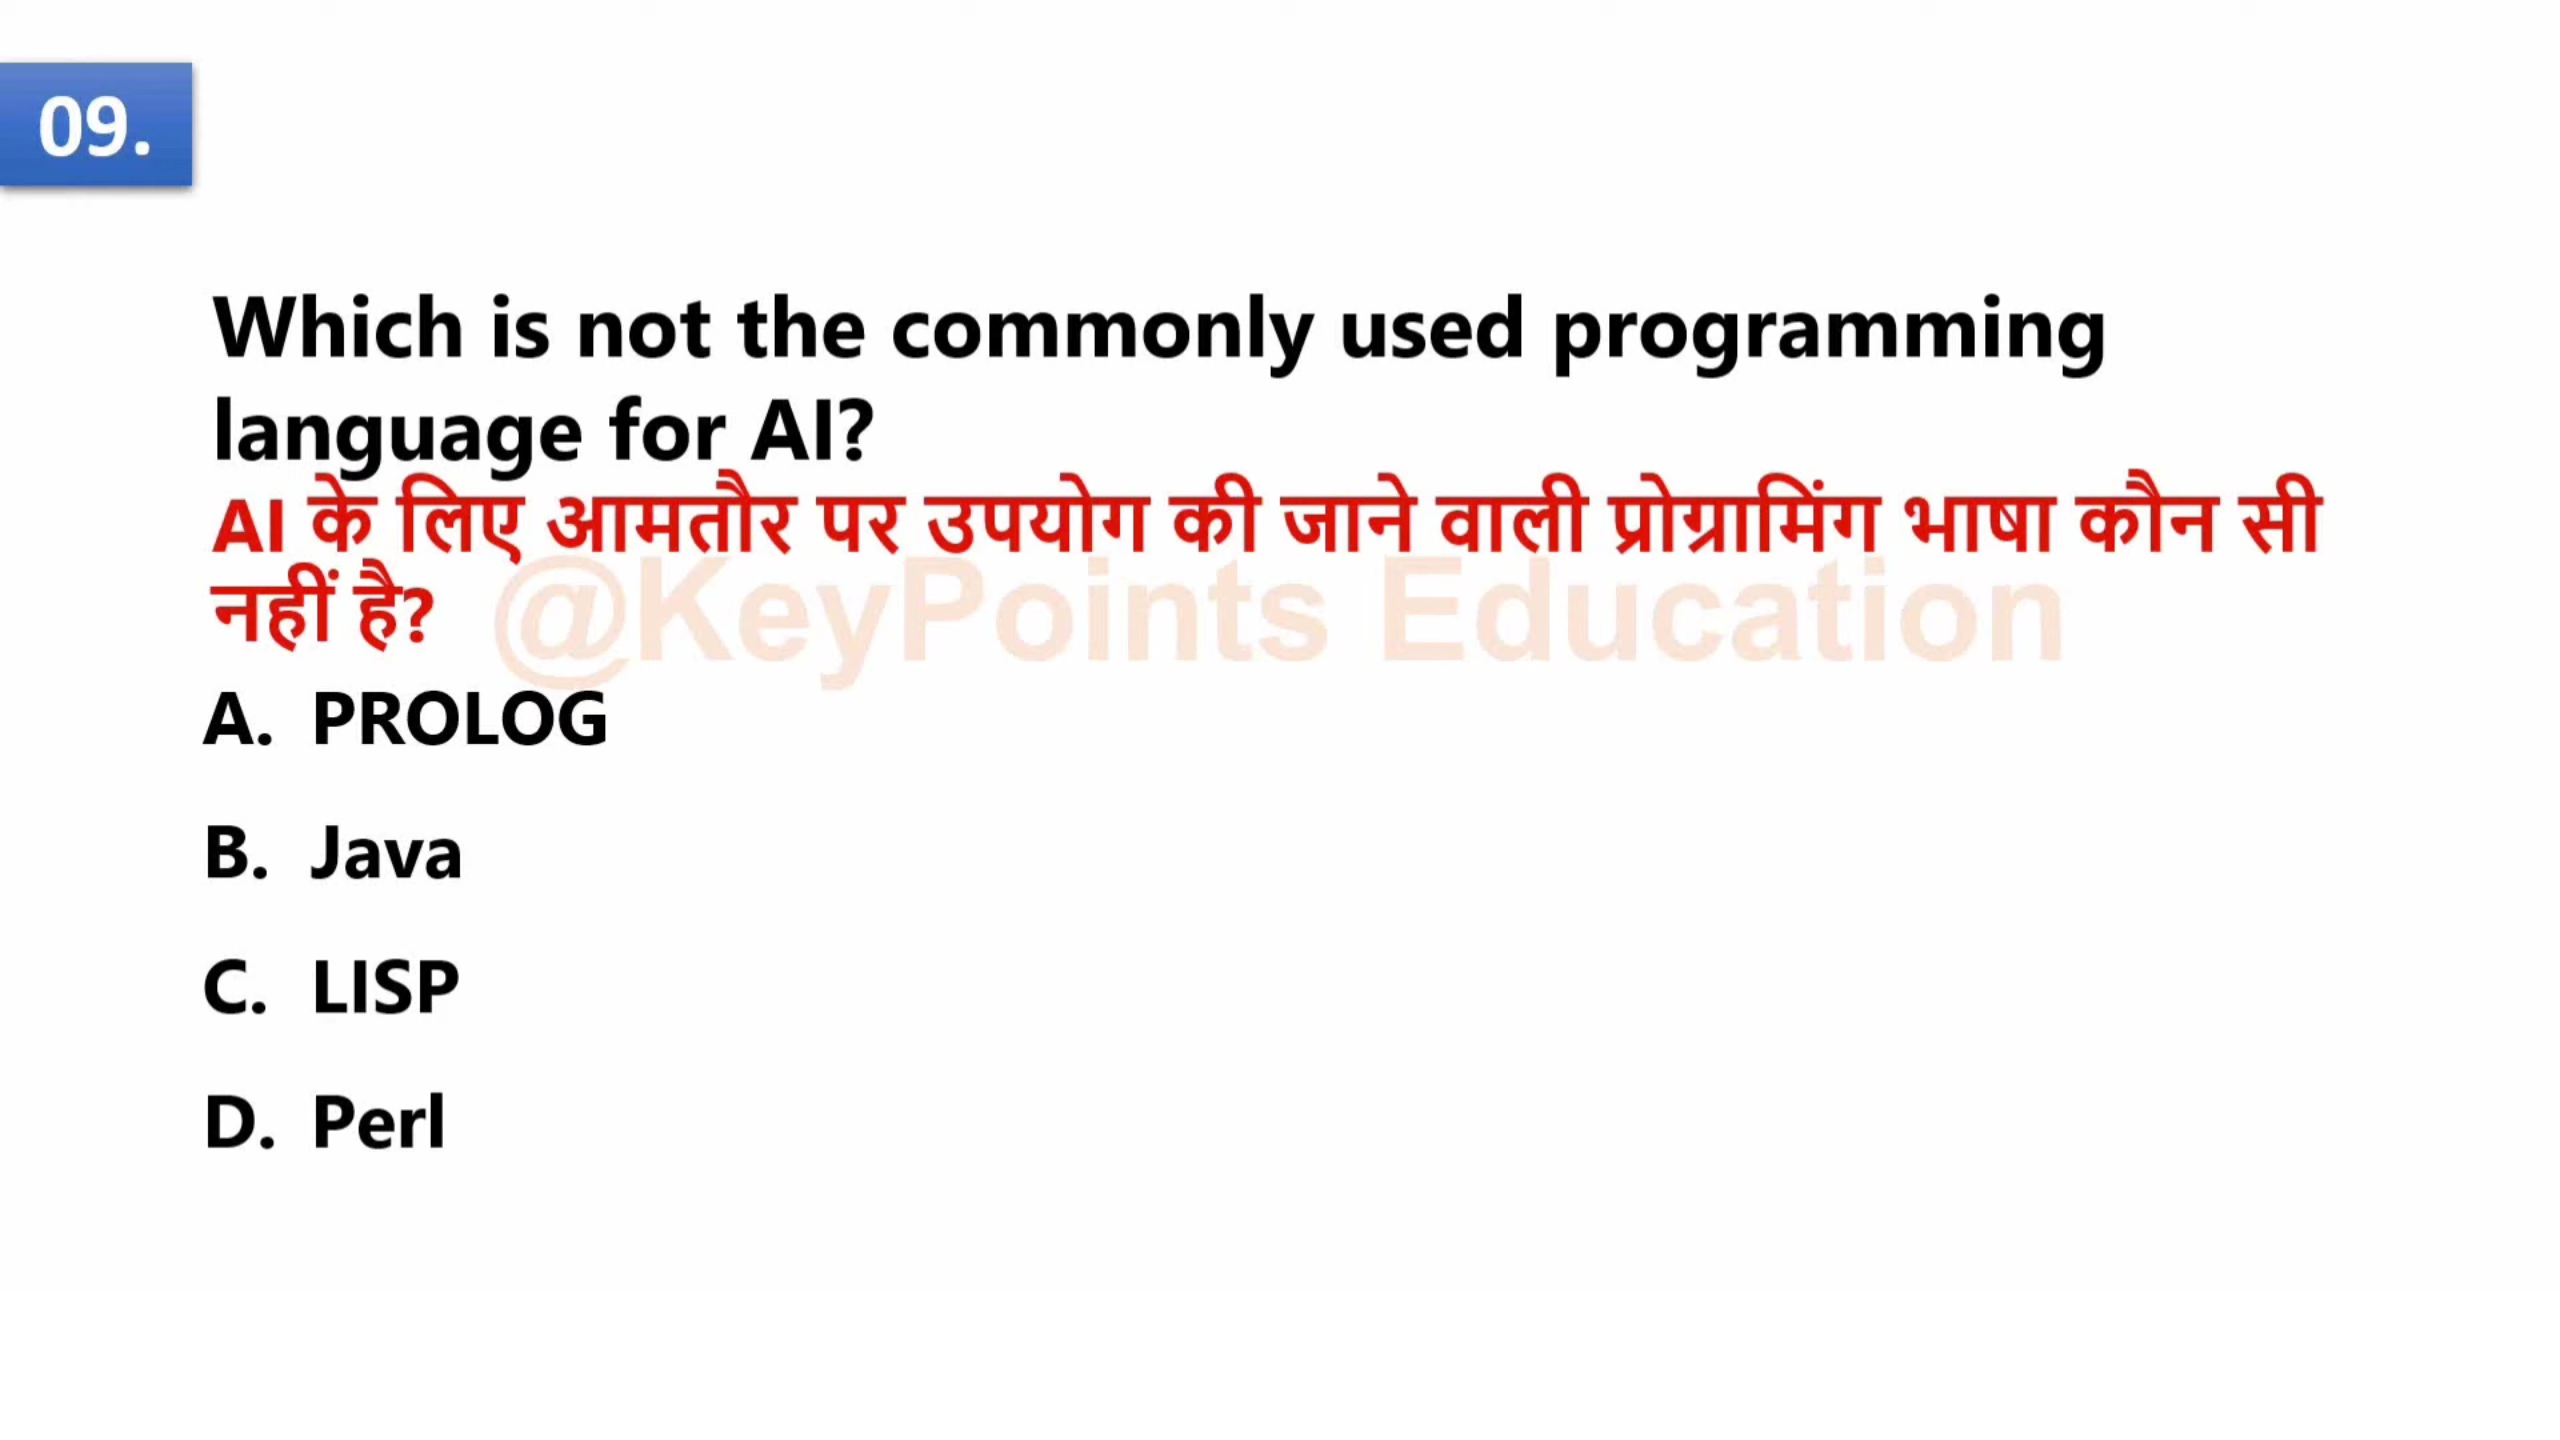 09.
Which is not the commonly used programming
language for AI?
AI के लिए आमतौर पर उपयोग की जाने वाली प्रोग्रामिंग भाषा कौन सी
नहीं है?
@KeyPoints Education
A. PROLOG
B. Java
C. LISP
D. Perl